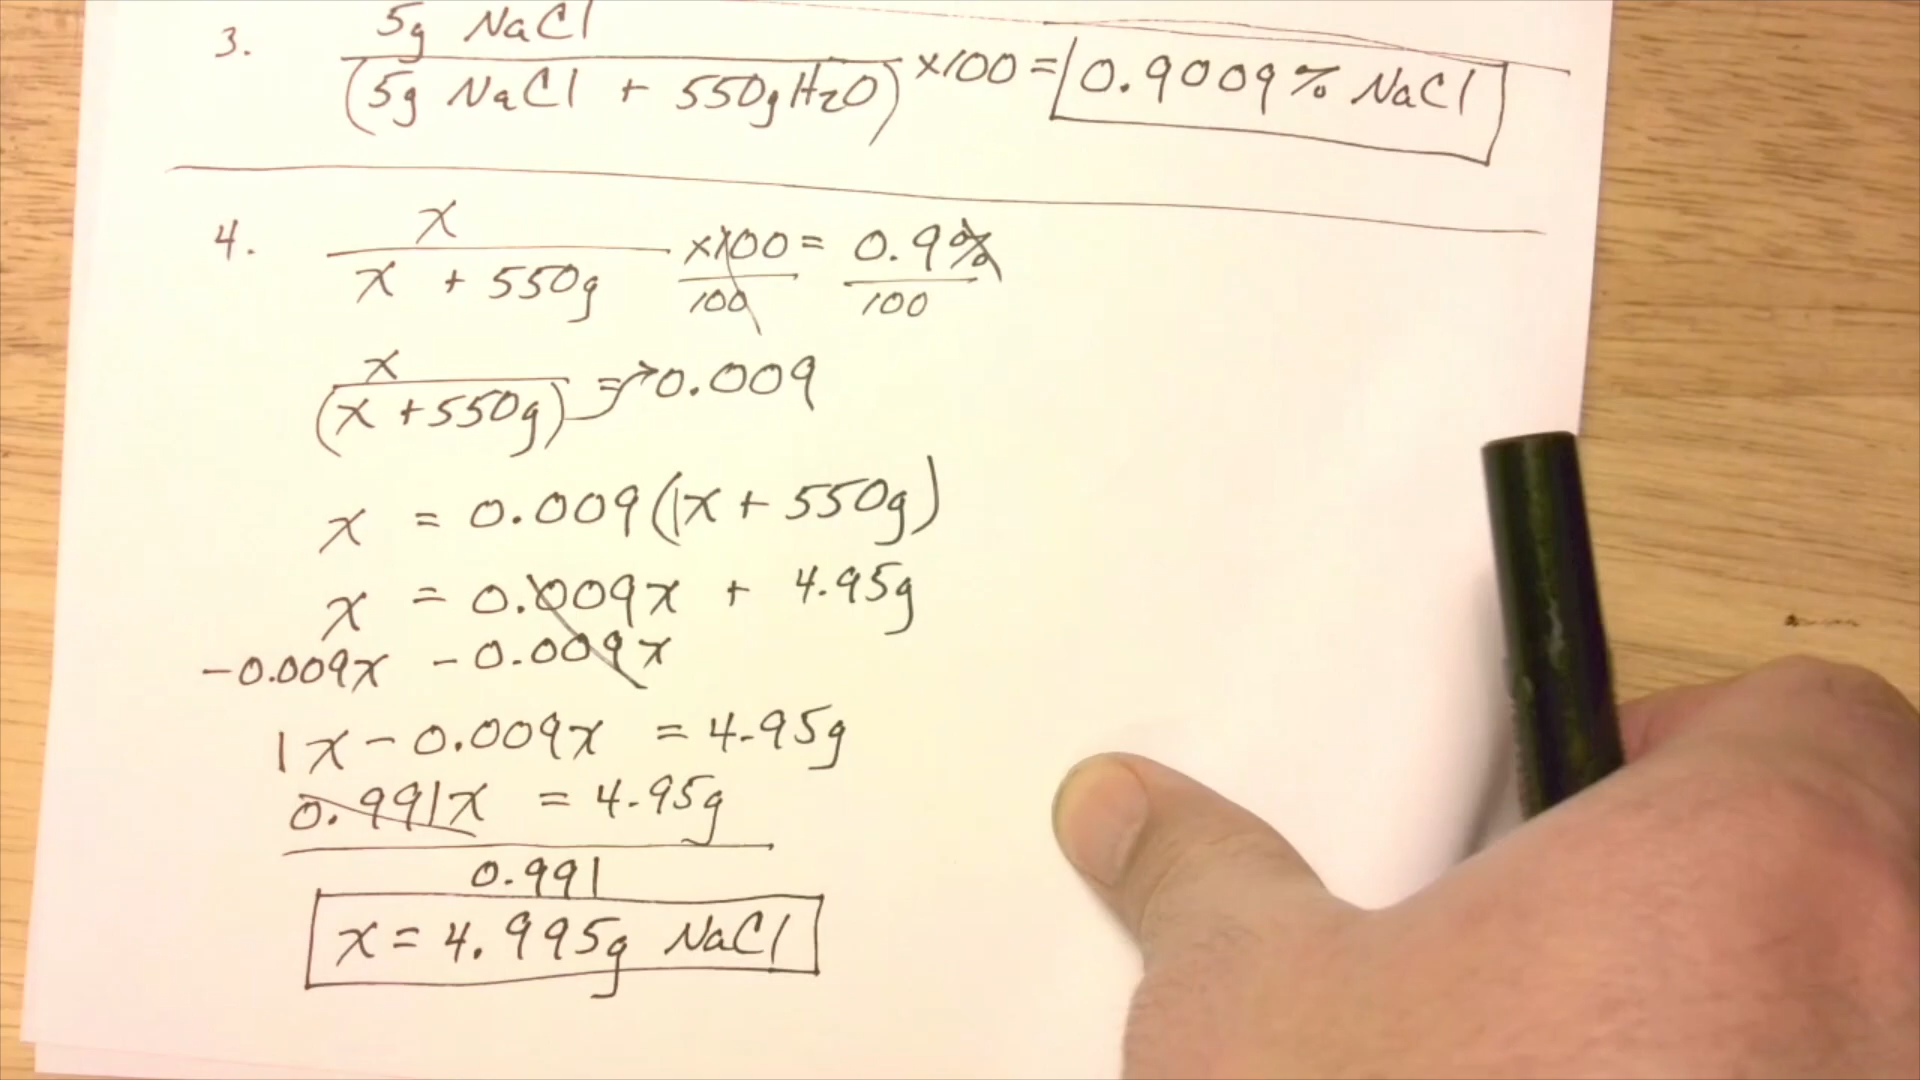 3. 5g NaCl
(5g NaCl + 550g H2O) x100 = 0.9009% NaCl
4. x x100 = 0.9%
x + 550g 100 100
x = 0.009
(x + 550g)
x = 0.009(x + 550g)
x = 0.009x + 4.95g
-0.009x -0.009x
1x - 0.009x = 4.95g
0.991x = 4.95g
0.991
x = 4.995g NaCl